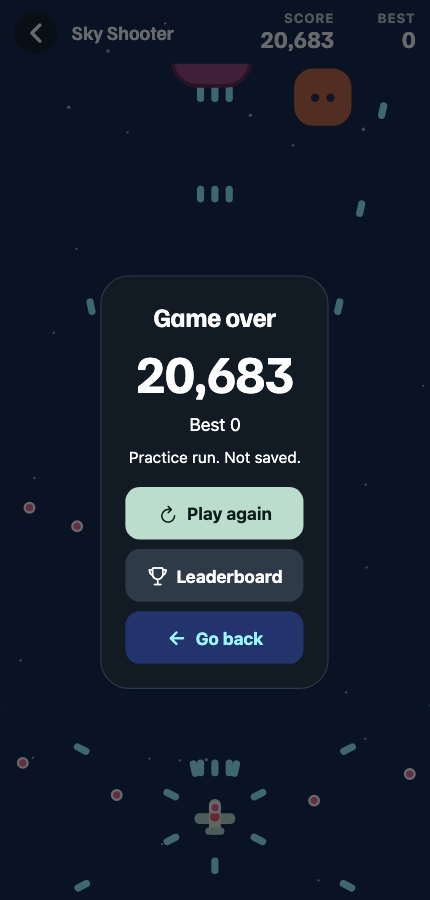 Sky Shooter
SCORE
20,683
BEST
0
Game over
20,683
Best 0
Practice run. Not saved.
Play again
Leaderboard
Go back